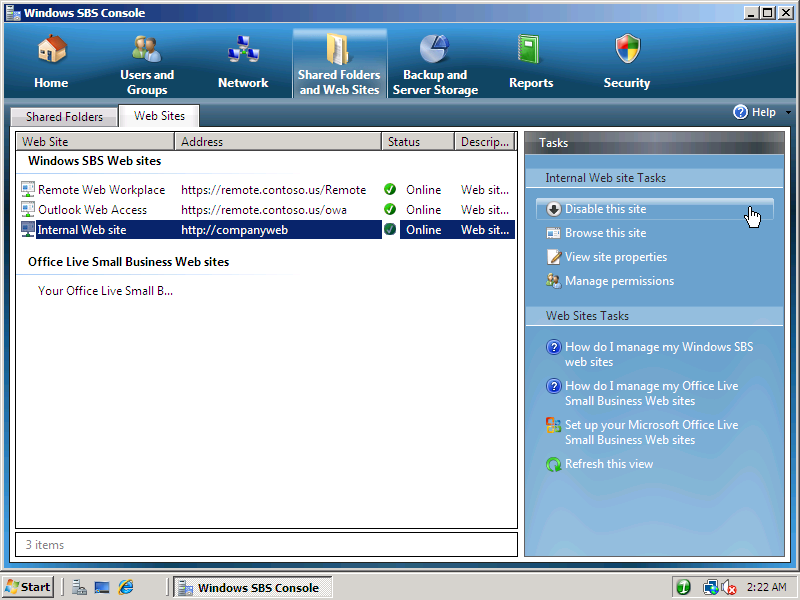 Windows SBS Console
Home
Users and
Groups
Network
Shared Folders
and Web Sites
Backup and
Server Storage
Reports
Security
Shared Folders
Web Sites
Help
Web Site
Address
Status
Descrip...
Windows SBS Web sites
Remote Web Workplace
https://remote.contoso.us/Remote
Online
Web sit...
Outlook Web Access
https://remote.contoso.us/owa
Online
Web sit...
Internal Web site
http://companyweb
Online
Web sit...
Office Live Small Business Web sites
Your Office Live Small B...
3 items
Tasks
Internal Web site Tasks
Disable this site
Browse this site
View site properties
Manage permissions
Web Sites Tasks
How do I manage my Windows SBS
web sites
How do I manage my Office Live
Small Business Web sites
Set up your Microsoft Office Live
Small Business Web sites
Refresh this view
Start
Windows SBS Console
2:22 AM